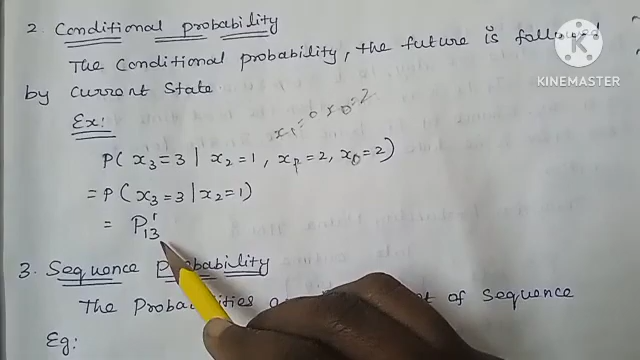 2. Conditional probability
The Conditional probability, the future is followed
by current state
KINEMASTER
Ex:
x₁=0 x₀=2
P( x₃=3 | x₂=1, x₁=2, x₀=2)
= P( x₃=3 | x₂=1)
= P₁₃¹
3. Sequence Probability
The Probabilities of Sequence
Eg: